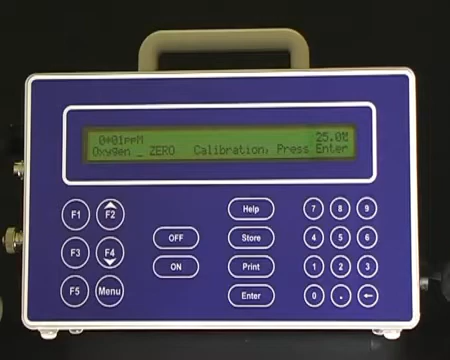 0*01ppM 25.0%
Oxygen _ ZERO Calibration, Press Enter
F1 F2 Help 7 8 9
OFF Store 4 5 6
F3 F4 ON Print 1 2 3
F5 Menu Enter 0 . ←